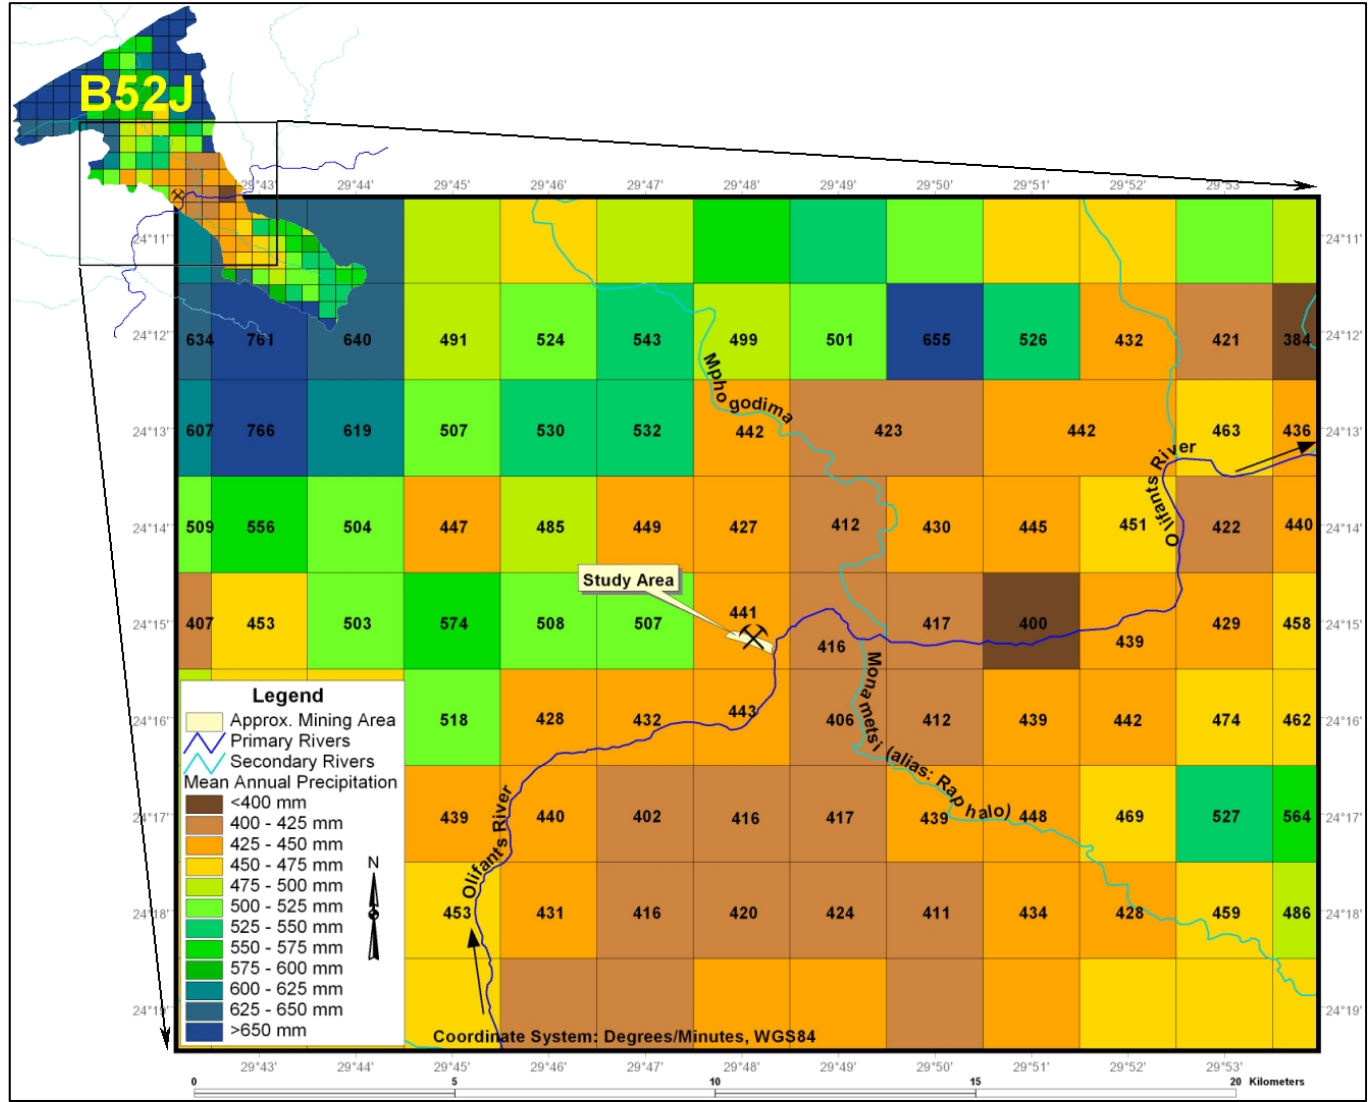 B52J
29°43' 29°44' 29°45' 29°46' 29°47' 29°48' 29°49' 29°50' 29°51' 29°52' 29°53'
24°11' 24°11'
24°12' 634 761 640 491 524 543 499 501 655 526 432 421 384 24°12'
Mpho godima
24°13' 607 766 619 507 530 532 442 423 442 463 436 24°13'
Olifants River
24°14' 509 556 504 447 485 449 427 412 430 445 451 422 440 24°14'
Study Area
24°15' 407 453 503 574 508 507 441 416 417 400 439 429 458 24°15'
Mona metsi (alias: Rap halo)
24°16' 518 428 432 443 406 412 439 442 474 462 24°16'
24°17' 439 440 402 416 417 439 448 469 527 564 24°17'
Olifants River
24°18' 453 431 416 420 424 411 434 428 459 486 24°18'
24°19' 24°19'
Legend
Approx. Mining Area
Primary Rivers
Secondary Rivers
Mean Annual Precipitation
<400 mm
400 - 425 mm
425 - 450 mm
450 - 475 mm
475 - 500 mm
500 - 525 mm
525 - 550 mm
550 - 575 mm
575 - 600 mm
600 - 625 mm
625 - 650 mm
>650 mm
N
Coordinate System: Degrees/Minutes, WGS84
29°43' 29°44' 29°45' 29°46' 29°47' 29°48' 29°49' 29°50' 29°51' 29°52' 29°53'
0 5 10 15 20 Kilometers